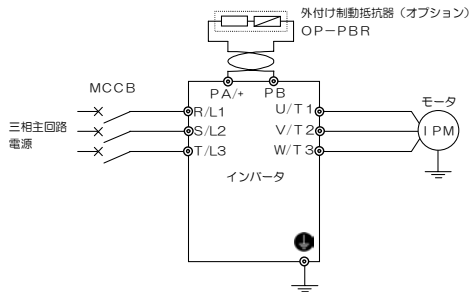 外付け制動抵抗器（オプション）
OP－PBR
MCCB
PA/+ PB
R/L1 U/T1
モータ
三相主回路
電源
S/L2 V/T2
IPM
T/L3 W/T3
インバータ